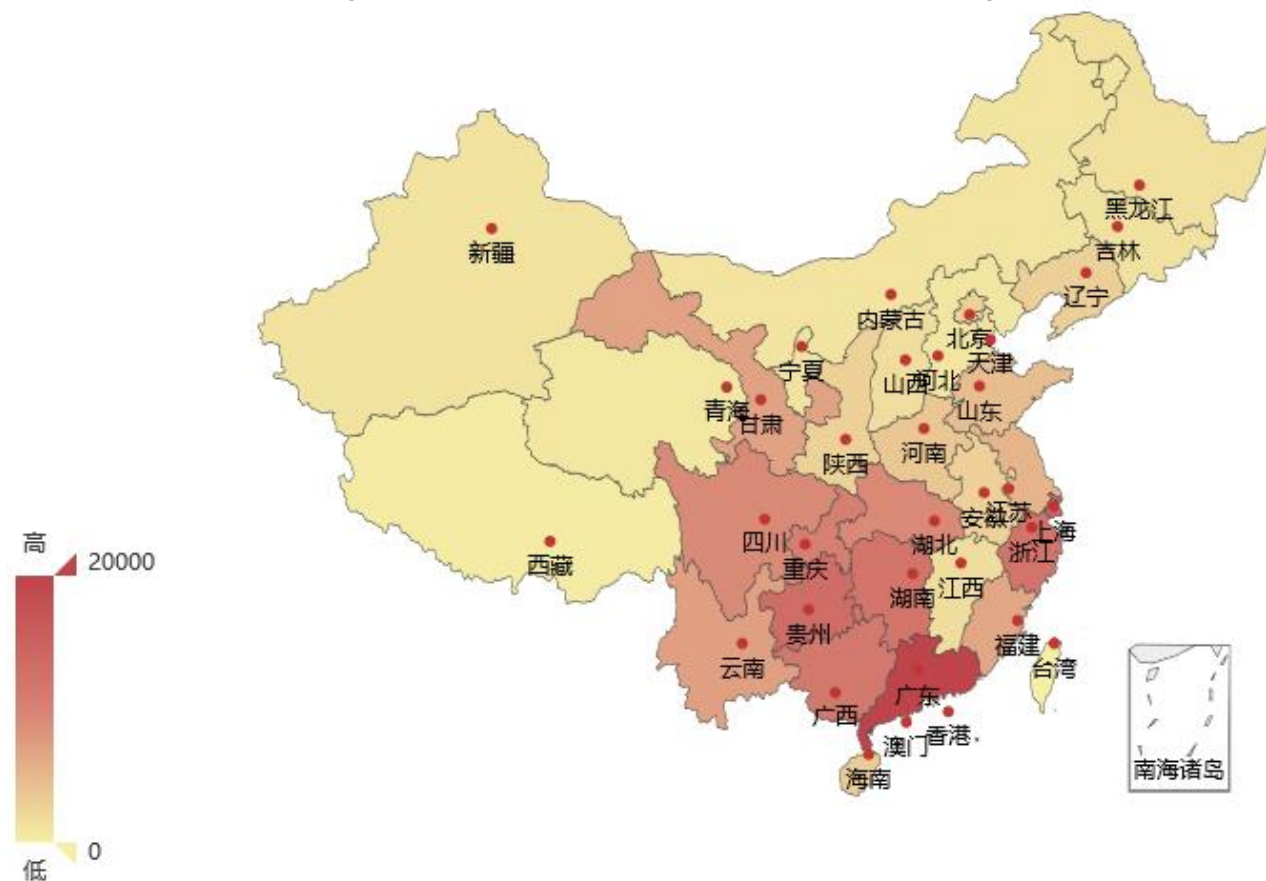 黑龙江
吉林
新疆
辽宁
内蒙古
北京
天津
宁夏
山西
河北
青海
甘肃
山东
陕西
河南
安徽
江苏
上海
四川
湖北
浙江
高
20000
西藏
重庆
江西
湖南
贵州
福建
云南
台湾
广东
广西
香港
澳门
海南
南海诸岛
0
低